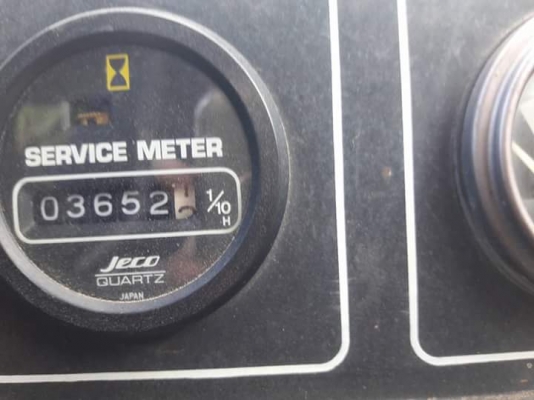 SERVICE METER
03652 1/10
H
Jeco
QUARTZ
JAPAN